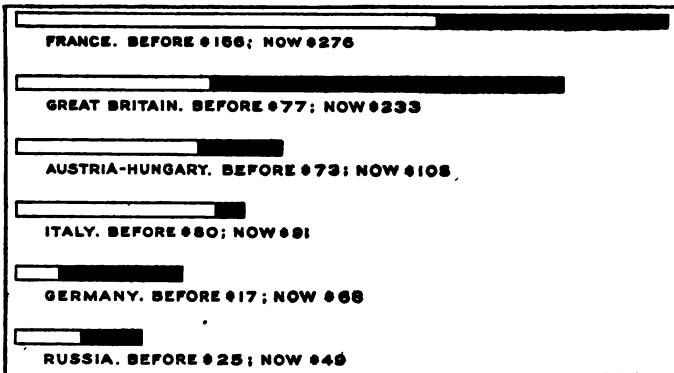 FRANCE. BEFORE $166; NOW $276
GREAT BRITAIN. BEFORE $77; NOW $233
AUSTRIA-HUNGARY. BEFORE $73; NOW $108
ITALY. BEFORE $80; NOW $91
GERMANY. BEFORE $17; NOW $68
RUSSIA. BEFORE $25; NOW $49